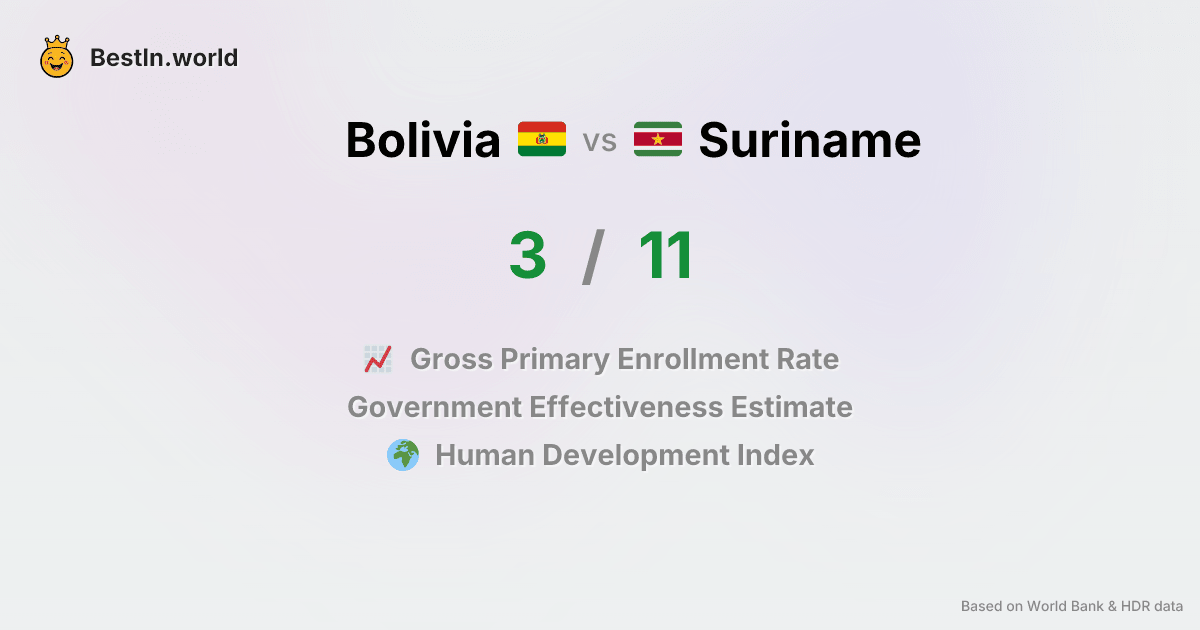 BestIn.world
Bolivia vs Suriname
3 / 11
Gross Primary Enrollment Rate
Government Effectiveness Estimate
Human Development Index
Based on World Bank & HDR data